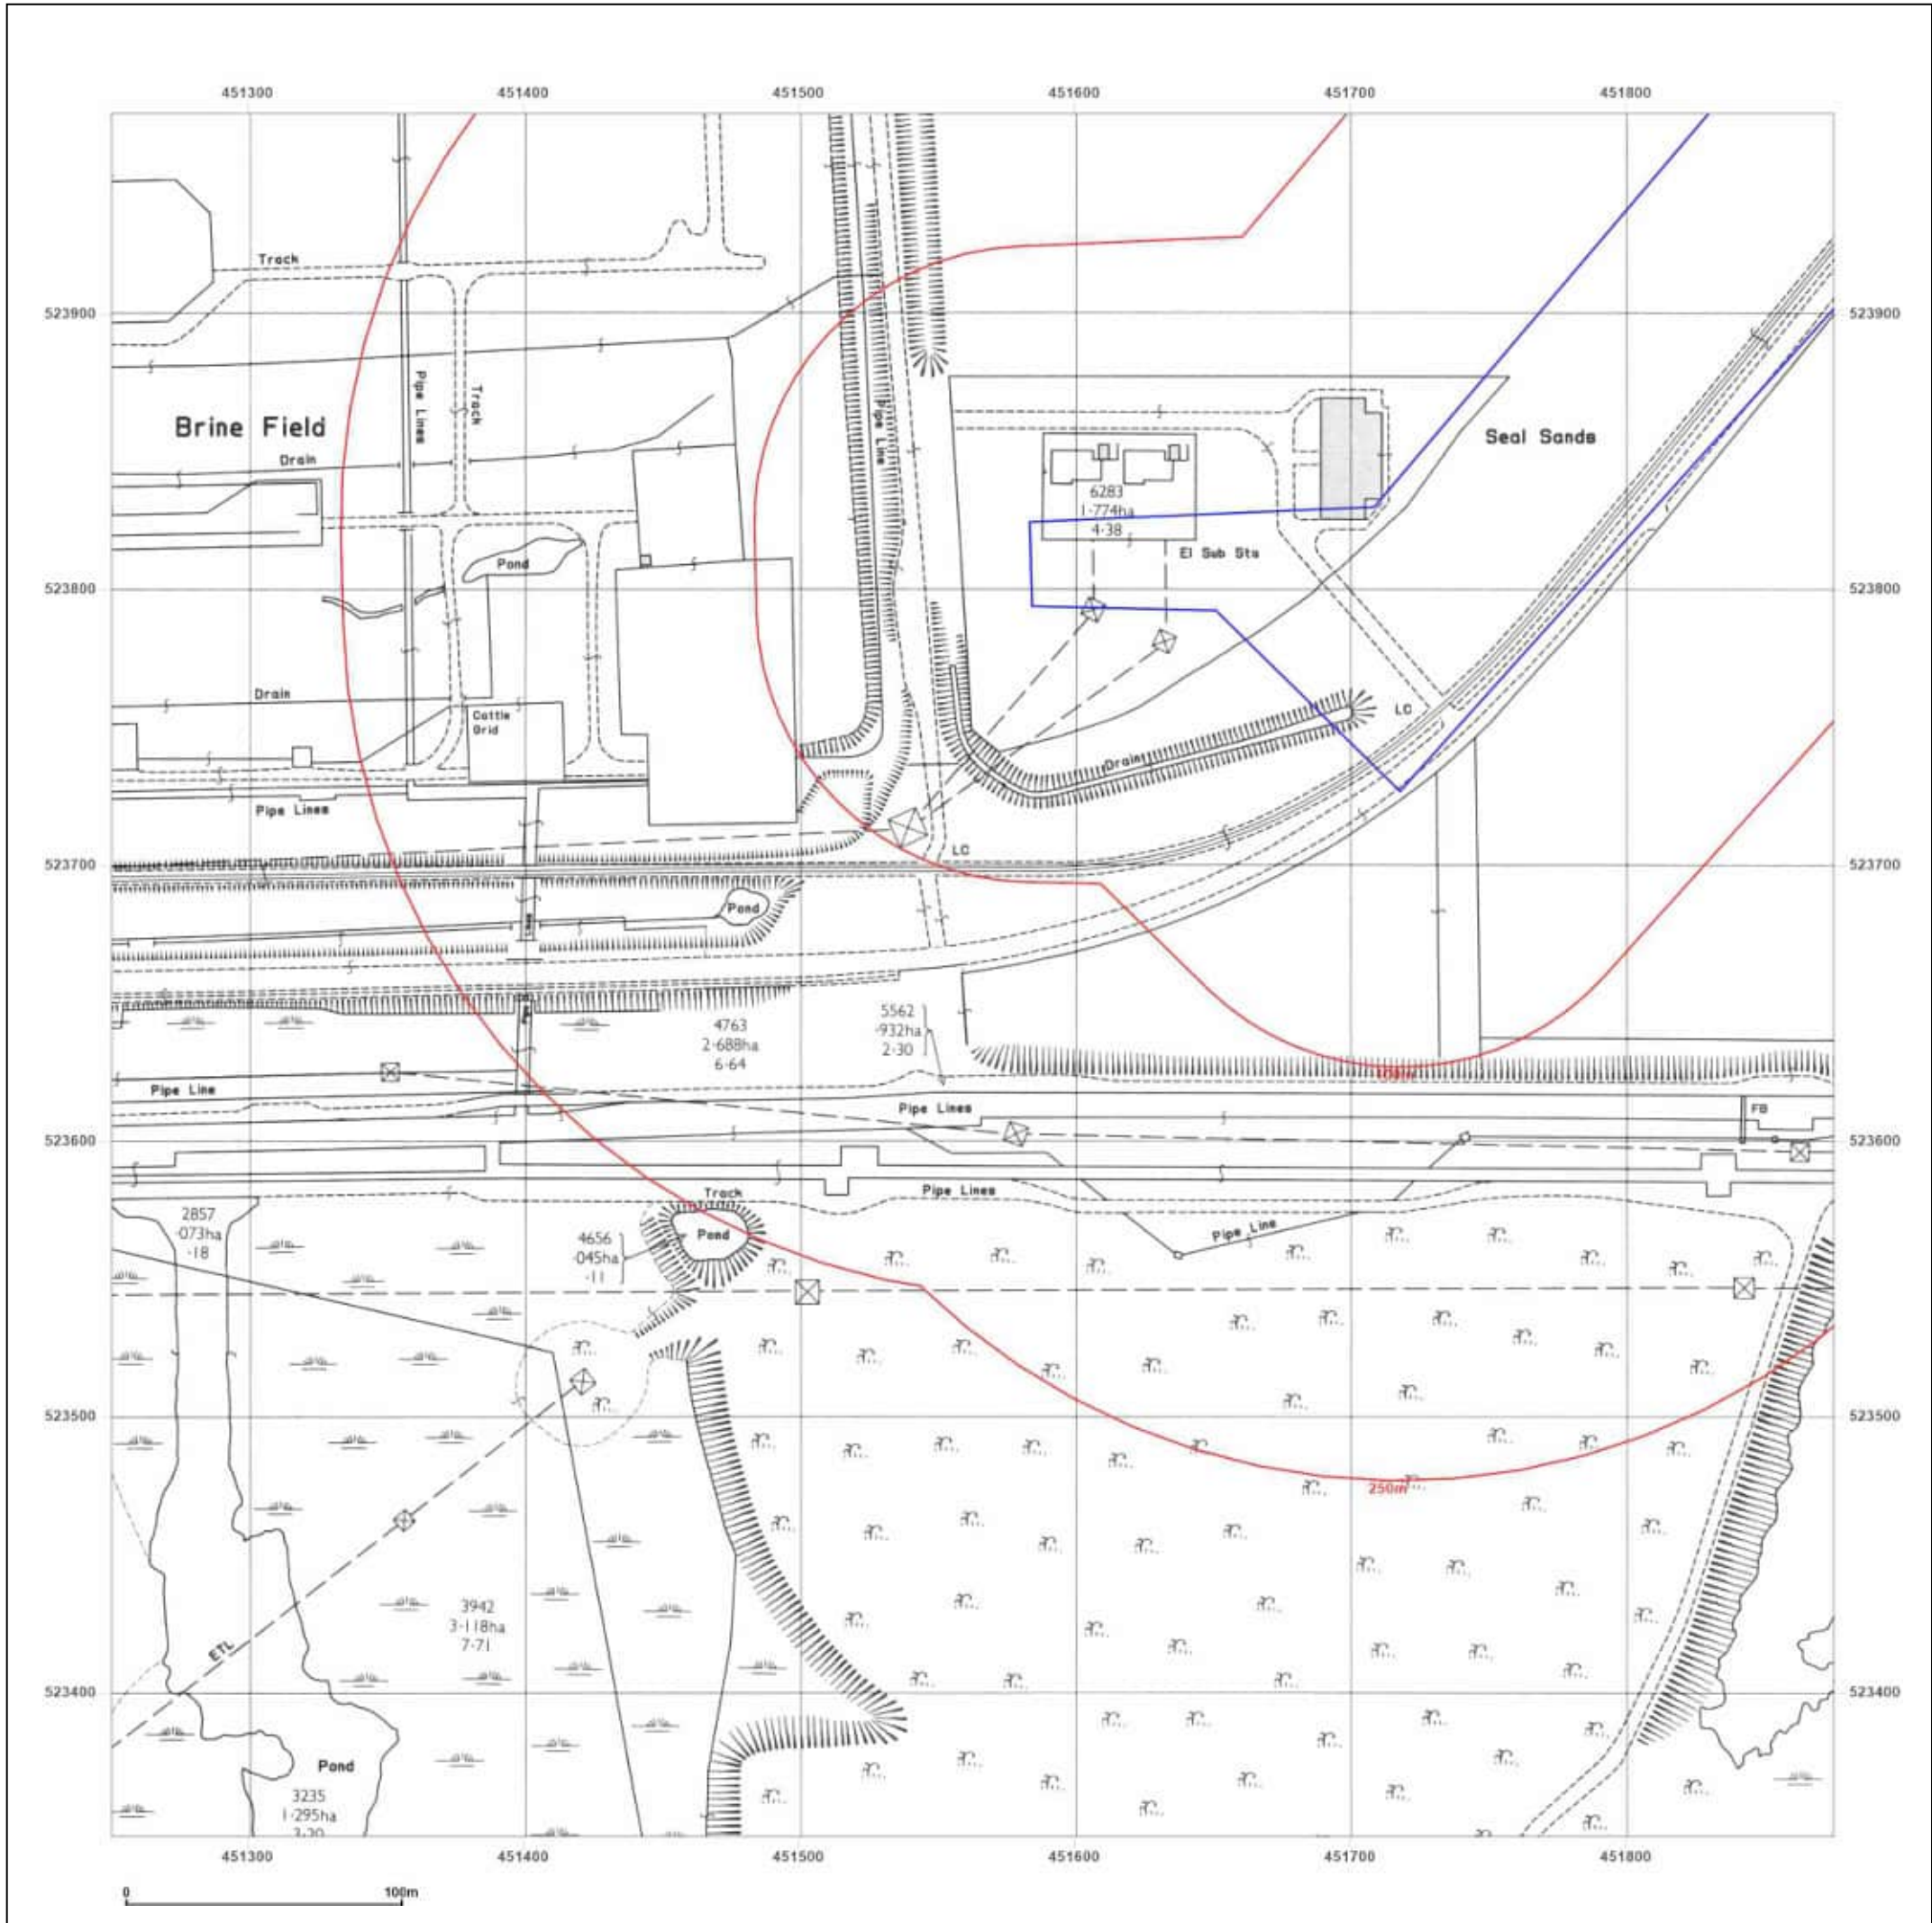 451300
451400
451500
451600
451700
451800
Track
523900
523900
Pipe Lines
Track
Pipe Line
Brine Field
Seal Sands
Drain
6283
1·774ha
4·38
El Sub Sta
Pond
523800
523800
Drain
Cattle
Grid
LC
Drain
Pipe Lines
LC
523700
523700
Pond
4763
2·688ha
6·64
5562
·932ha
2·30
100m
Pipe Line
Pipe Lines
FB
523600
523600
Track
Pipe Lines
2857
·073ha
·18
4656
·045ha
·11
Pond
Pipe Line
523500
523500
250m
3942
3·118ha
7·71
ETL
523400
523400
Pond
3235
1·295ha
3·20
451300
451400
451500
451600
451700
451800
0
100m